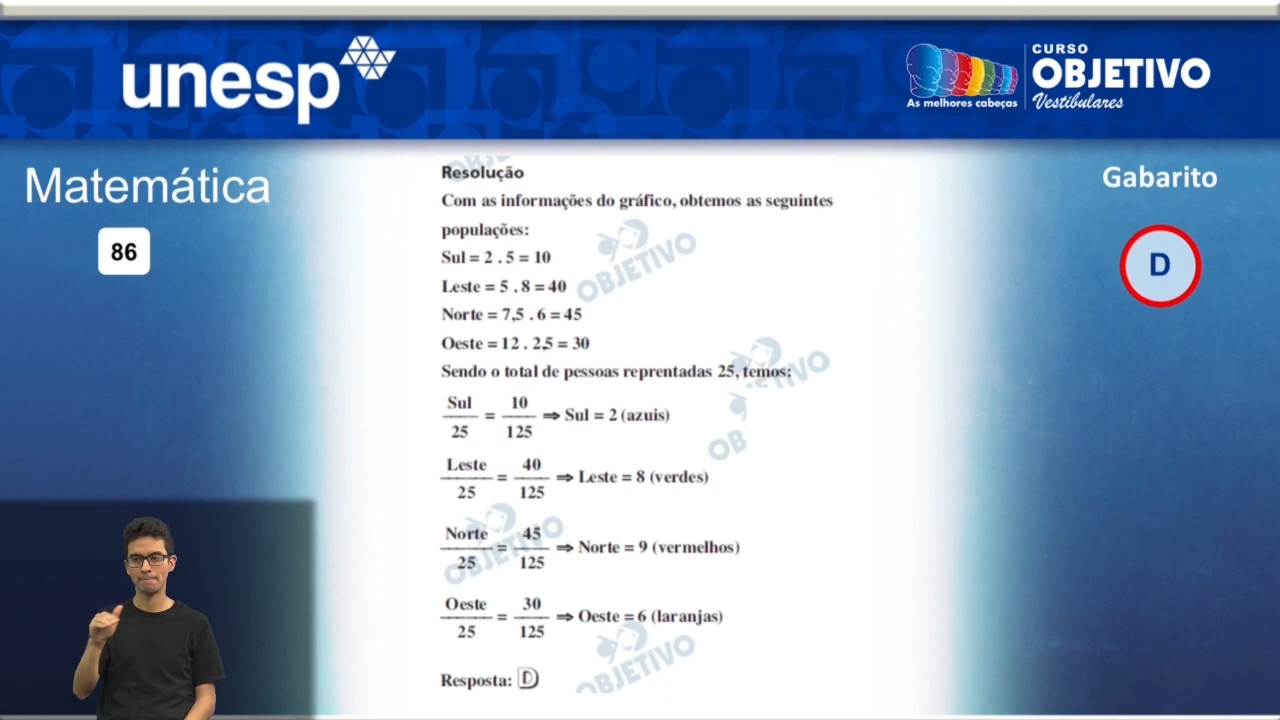 unesp
CURSO
OBJETIVO
Vestibulares
As melhores cabeças
Matemática
86
Gabarito
D
Resolução
Com as informações do gráfico, obtemos as seguintes
populações:
Sul = 2 . 5 = 10
Leste = 5 . 8 = 40
Norte = 7,5 . 6 = 45
Oeste = 12 . 2,5 = 30
Sendo o total de pessoas reprentadas 25, temos:
Sul/25 = 10/125 ⇒ Sul = 2 (azuis)
Leste/25 = 40/125 ⇒ Leste = 8 (verdes)
Norte/25 = 45/125 ⇒ Norte = 9 (vermelhos)
Oeste/25 = 30/125 ⇒ Oeste = 6 (laranjas)
Resposta: D
OBJETIVO
OBJETIVO
OBJETIVO